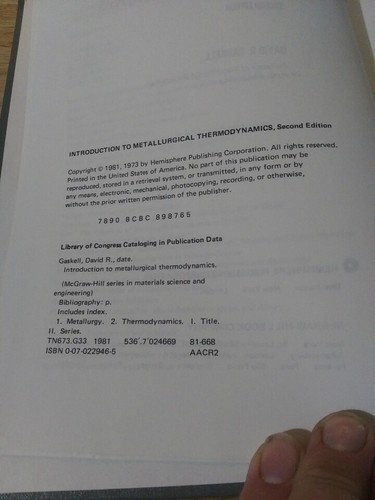 INTRODUCTION TO METALLURGICAL THERMODYNAMICS, Second Edition
Copyright © 1981, 1973 by Hemisphere Publishing Corporation. All rights reserved.
Printed in the United States of America. No part of this publication may be
reproduced, stored in a retrieval system, or transmitted, in any form or by
any means, electronic, mechanical, photocopying, recording, or otherwise,
without the prior written permission of the publisher.
7890 BCBC 898765
Library of Congress Cataloging in Publication Data
Gaskell, David R., date.
Introduction to metallurgical thermodynamics.
(McGraw-Hill series in materials science and
engineering)
Bibliography: p.
Includes index.
1. Metallurgy. 2. Thermodynamics. I. Title.
II. Series.
TN673.G33 1981 536'.7'024669 81-668
ISBN 0-07-022946-5 AACR2